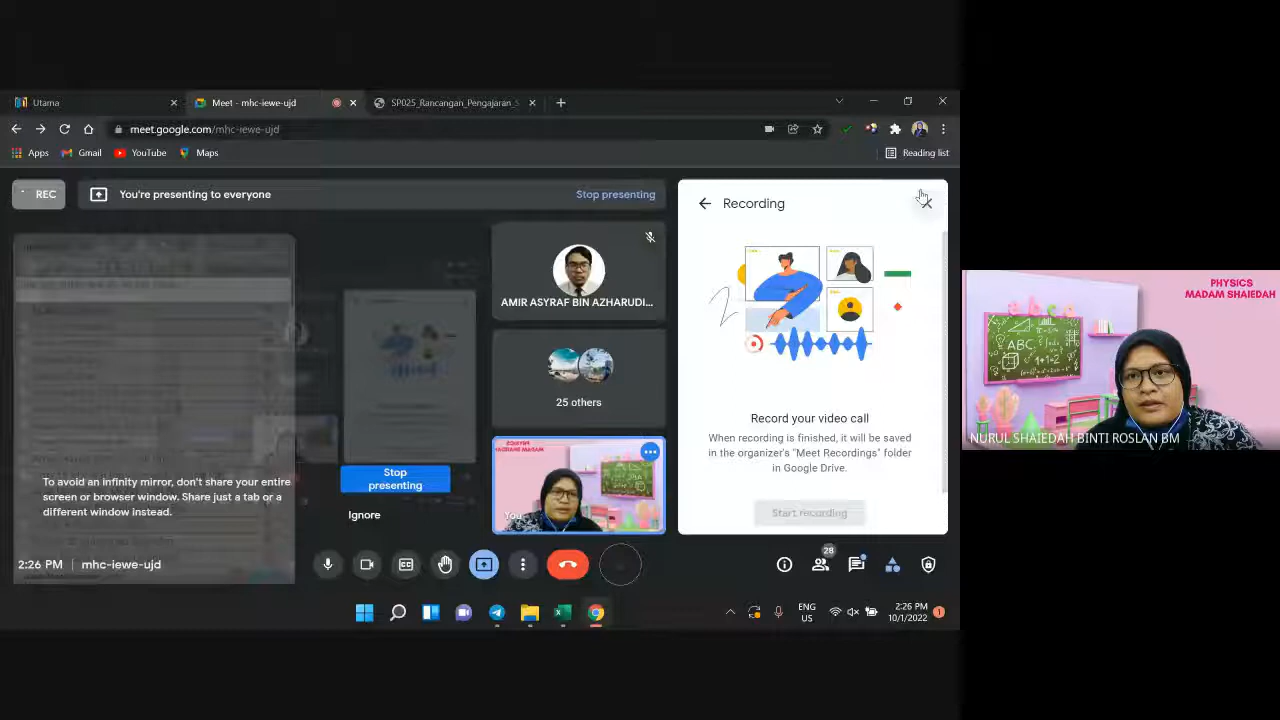 Utama
Meet - mhc-iewe-ujd
SP025_Rancangan_Pengajaran_S
meet.google.com/mhc-iewe-ujd
Apps
Gmail
YouTube
Maps
Reading list
REC
You're presenting to everyone
Stop presenting
Recording
AMIR ASYRAF BIN AZHARUDI...
25 others
Record your video call
When recording is finished, it will be saved
in the organizer's "Meet Recordings" folder
in Google Drive.
Start recording
To avoid an infinity mirror, don't share your entire
screen or browser window. Share just a tab or a
different window instead.
Stop
presenting
Ignore
You
2:26 PM | mhc-iewe-ujd
28
ENG
US
2:26 PM
10/1/2022
1
PHYSICS
MADAM SHAIEDAH
ABC
1+1=2
NURUL SHAIEDAH BINTI ROSLAN BM